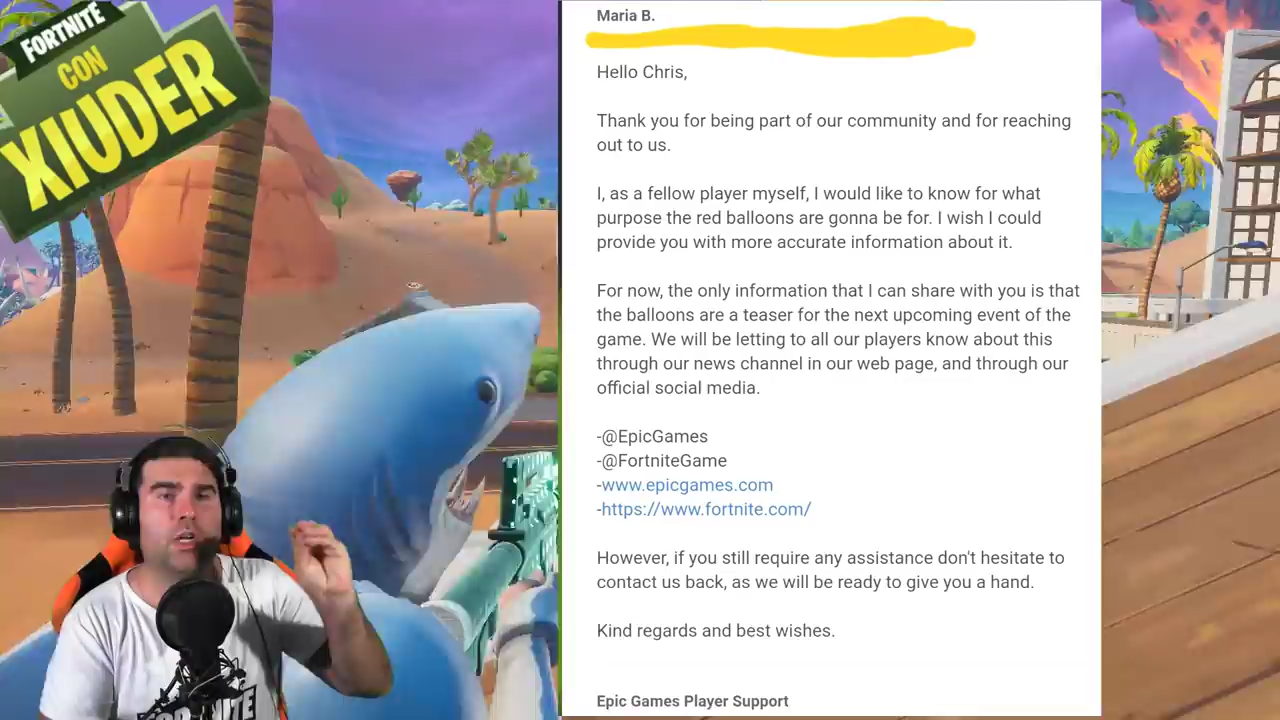 FORTNITE
CON
XIUDER
Maria B.
Hello Chris,
Thank you for being part of our community and for reaching
out to us.
I, as a fellow player myself, I would like to know for what
purpose the red balloons are gonna be for. I wish I could
provide you with more accurate information about it.
For now, the only information that I can share with you is that
the balloons are a teaser for the next upcoming event of the
game. We will be letting to all our players know about this
through our news channel in our web page, and through our
official social media.
-@EpicGames
-@FortniteGame
-www.epicgames.com
-https://www.fortnite.com/
However, if you still require any assistance don't hesitate to
contact us back, as we will be ready to give you a hand.
Kind regards and best wishes.
Epic Games Player Support